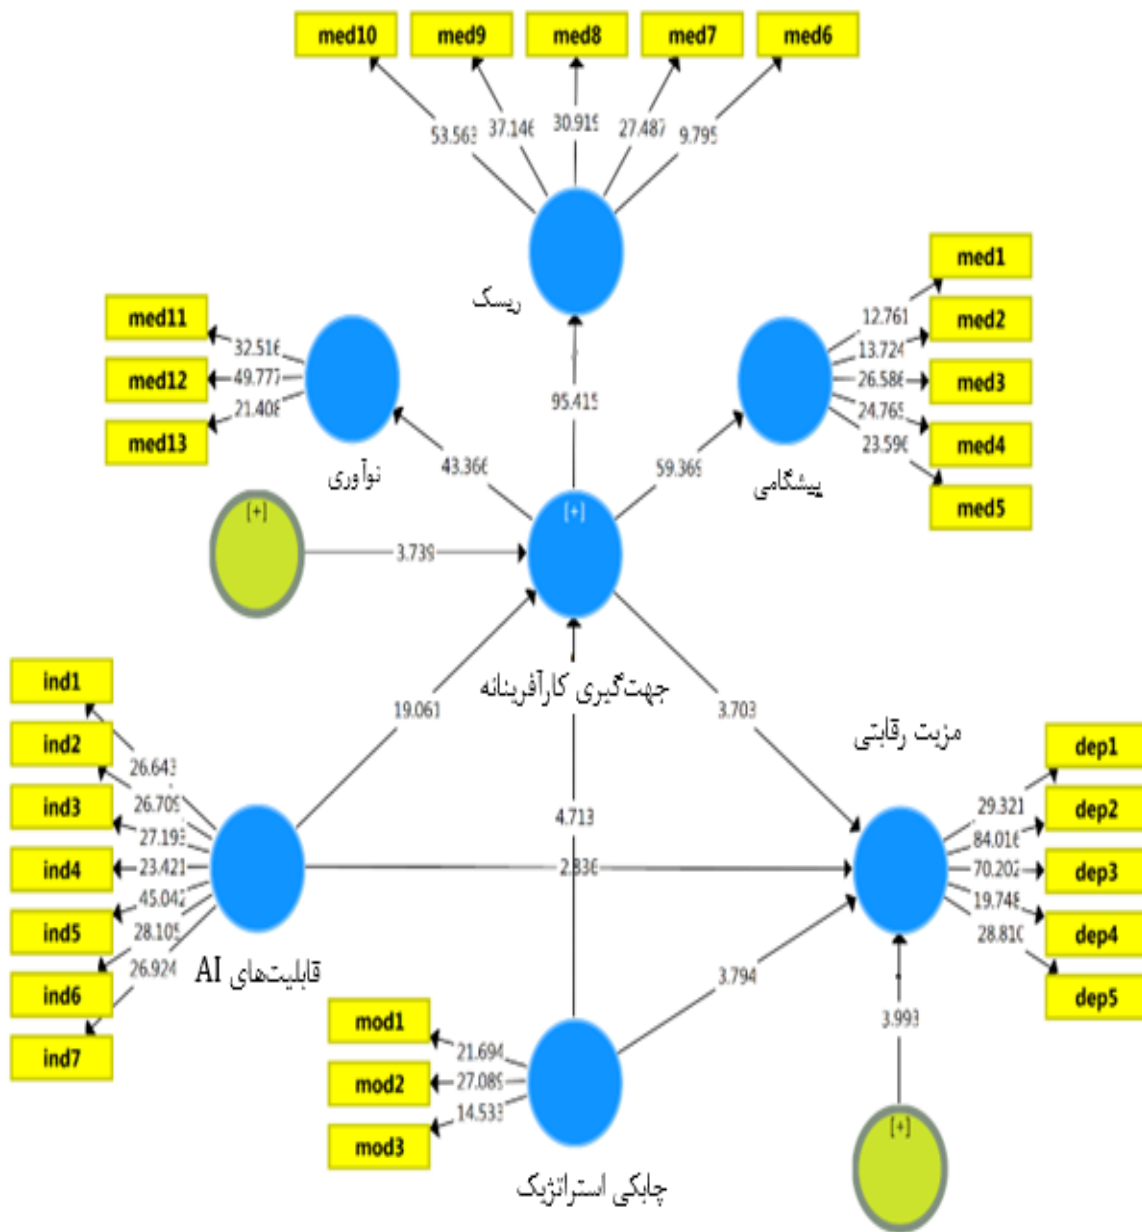 med10 med9 med8 med7 med6
53.563 37.146 30.919 27.487 9.795
ریسک
med1
med2
med3
med4
med5
12.761
13.724
26.586
24.765
23.596
پیشگامی
med11
med12
med13
32.516
49.777
21.408
نوآوری
95.415
43.366
59.369
[+]
[+]
3.739
جهت‌گیری کارآفرینانه
19.061
3.703
4.713
2.836
3.794
3.993
ind1
ind2
ind3
ind4
ind5
ind6
ind7
26.643
26.709
27.193
23.421
45.042
28.105
26.924
قابلیت‌های AI
مزیت رقابتی
dep1
dep2
dep3
dep4
dep5
29.321
84.016
70.202
19.748
28.810
mod1
mod2
mod3
21.694
27.089
14.533
چابکی استراتژیک
[+]